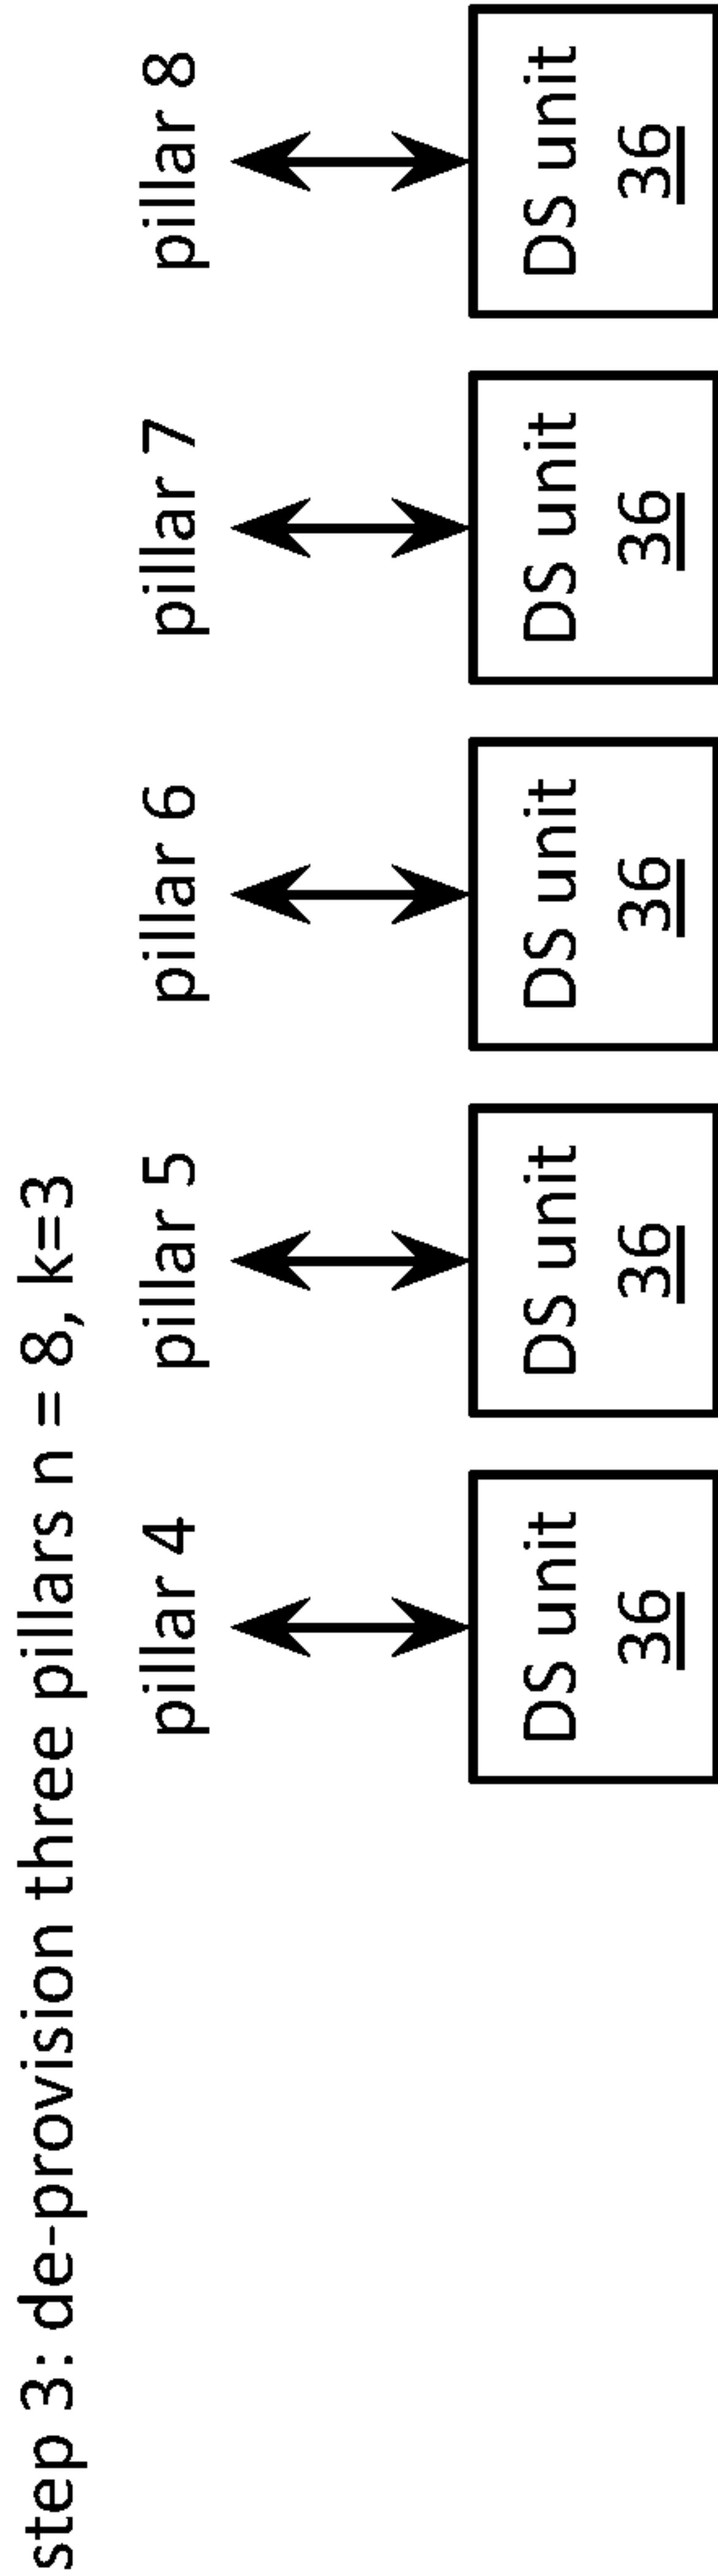 step 3: de-provision three pillars n = 8, k=3
pillar 4 pillar 5 pillar 6 pillar 7 pillar 8
DS unit DS unit DS unit DS unit DS unit
36 36 36 36 36